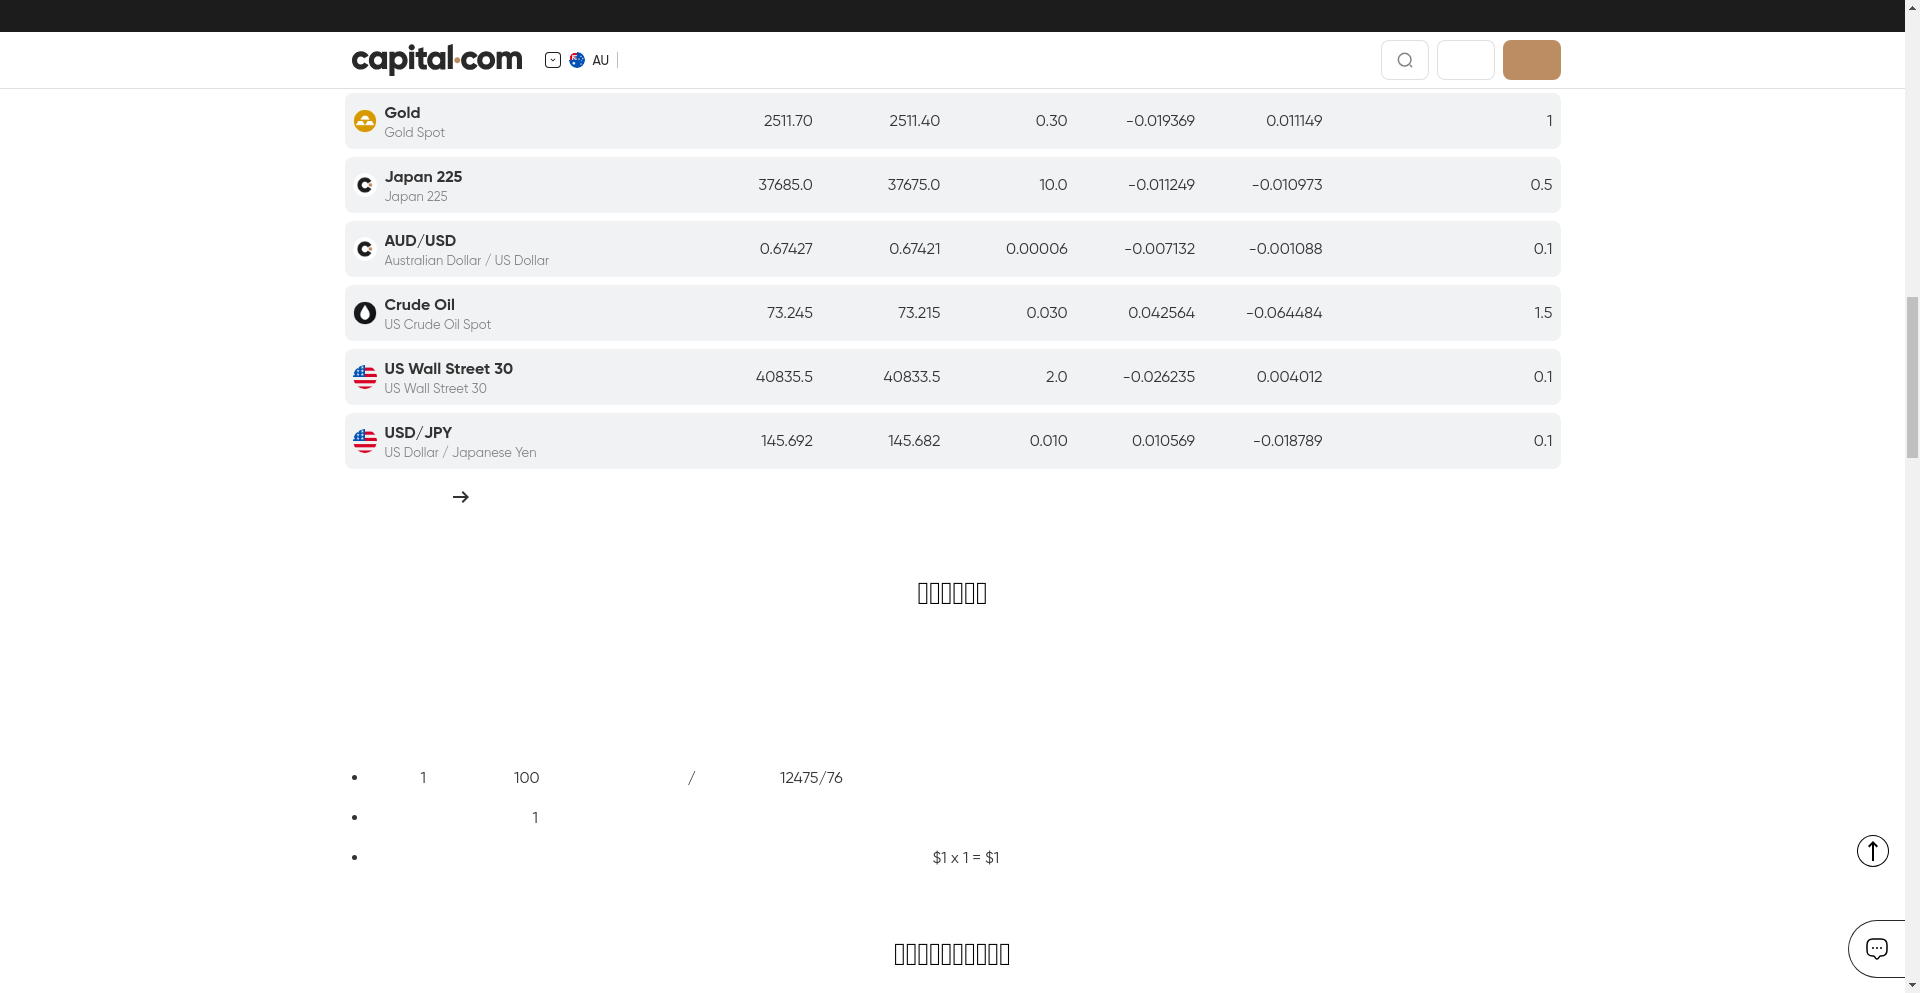 capital.com AU
Gold 2511.70 2511.40 0.30 -0.019369 0.011149 1
Gold Spot
Japan 225 37685.0 37675.0 10.0 -0.011249 -0.010973 0.5
Japan 225
AUD/USD 0.67427 0.67421 0.00006 -0.007132 -0.001088 0.1
Australian Dollar / US Dollar
Crude Oil 73.245 73.215 0.030 0.042564 -0.064484 1.5
US Crude Oil Spot
US Wall Street 30 40835.5 40833.5 2.0 -0.026235 0.004012 0.1
US Wall Street 30
USD/JPY 145.692 145.682 0.010 0.010569 -0.018789 0.1
US Dollar / Japanese Yen
1 100 / 12475/76
1
$1 x 1 = $1